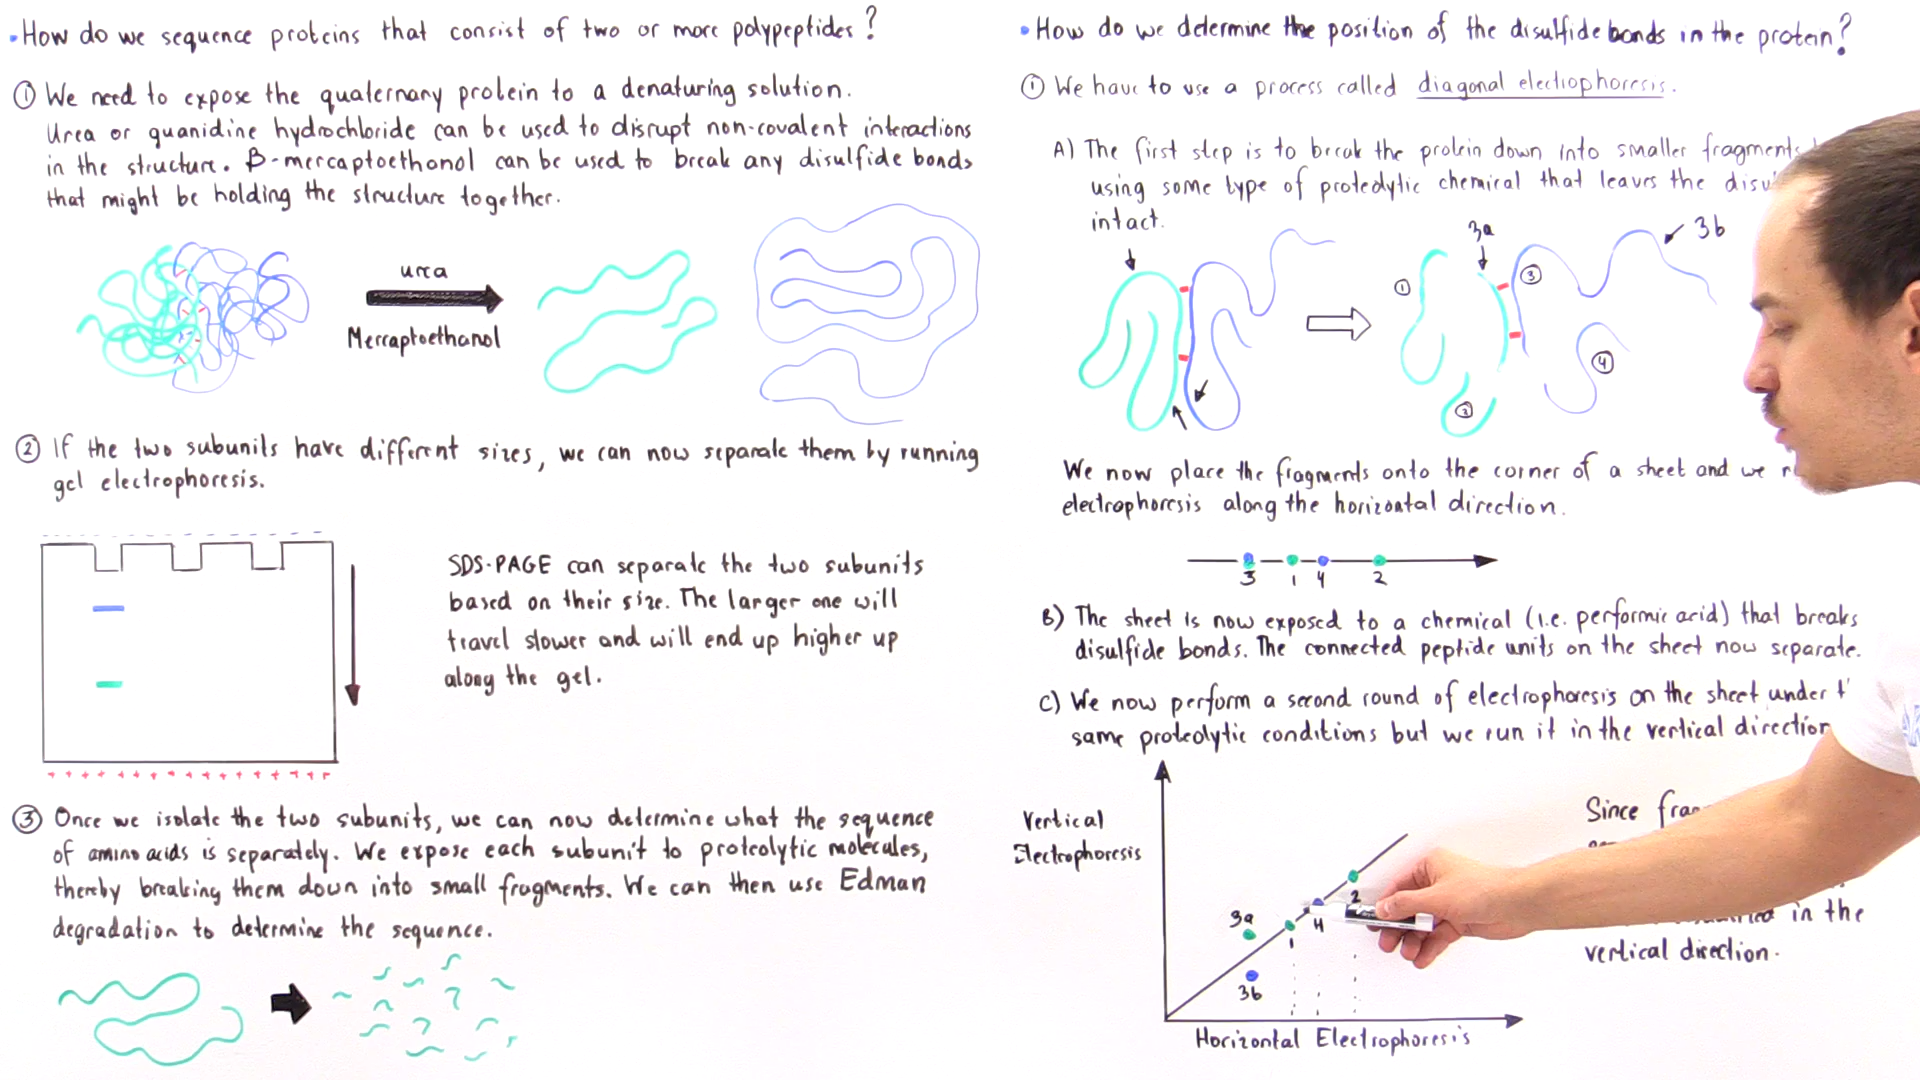 •How do we sequence proteins that consist of two or more polypeptides?
① We need to expose the quaternary protein to a denaturing solution.
Urea or guanidine hydrochloride can be used to disrupt non-covalent interactions
in the structure. β-mercaptoethanol can be used to break any disulfide bonds
that might be holding the structure together.
urea
Mercaptoethanol
② If the two subunits have different sizes, we can now separate them by running
gel electrophoresis.
SDS-PAGE can separate the two subunits
based on their size. The larger one will
travel slower and will end up higher up
along the gel.
+ + + + + + + + + + + + + + + + +
③ Once we isolate the two subunits, we can now determine what the sequence
of amino acids is separately. We expose each subunit to proteolytic molecules,
thereby breaking them down into small fragments. We can then use Edman
degradation to determine the sequence.
•How do we determine the position of the disulfide bonds in the protein?
① We have to use a process called diagonal electrophoresis.
A) The first step is to break the protein down into smaller fragments
using some type of proteolytic chemical that leaves the
intact.
3a
3b
①
③
②
④
We now place the fragments onto the corner of a sheet and we
electrophoresis along the horizontal direction.
3 1 4 2
B) The sheet is now exposed to a chemical (i.e. performic acid) that breaks
disulfide bonds. The connected peptide units on the sheet now separate.
C) We now perform a second round of electrophoresis on the sheet under
same proteolytic conditions but we run it in the vertical direction
Vertical
Electrophoresis
3a
1
4
2
3b
Horizontal Electrophoresis
Since
in the
vertical direction.